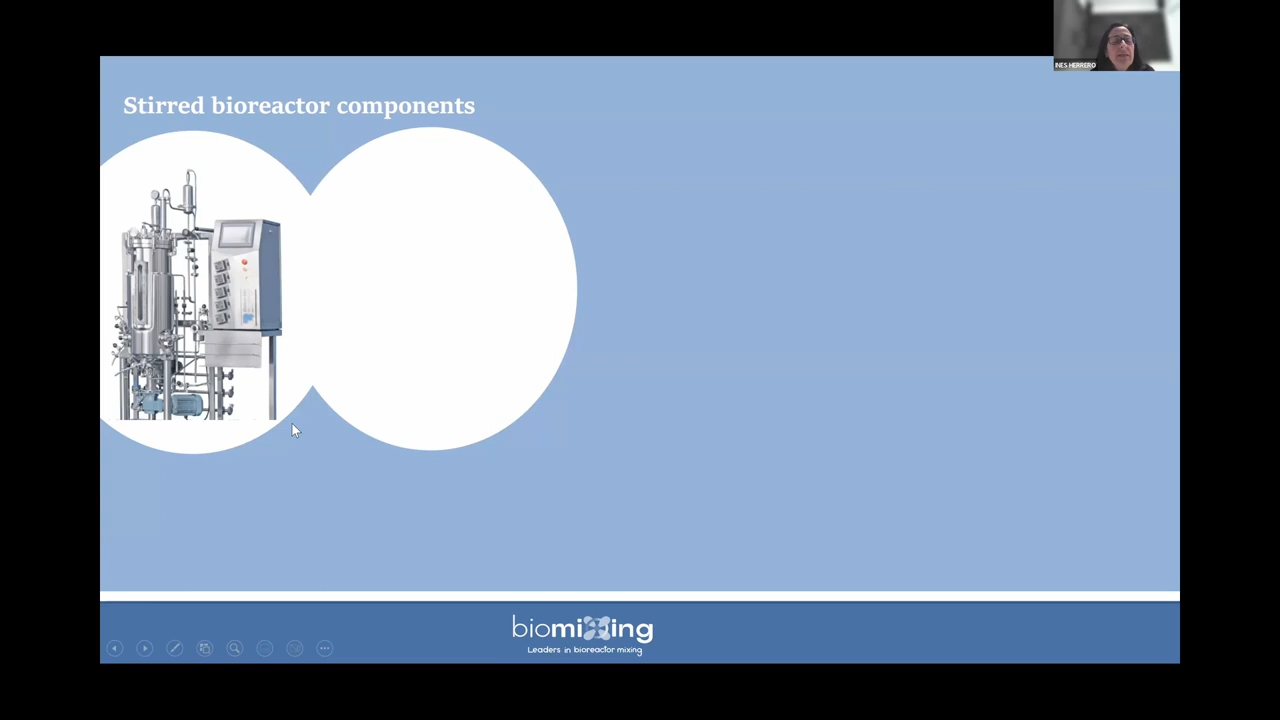 INES HERRERO
Stirred bioreactor components
biomixing
Leaders in bioreactor mixing